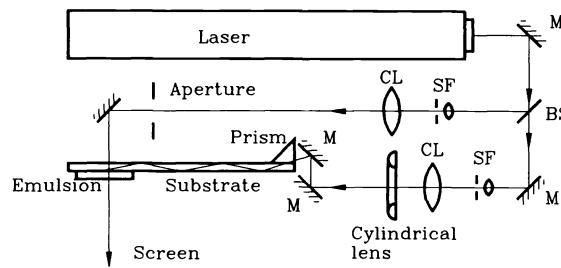 Laser
M
CL
SF
Aperture
BS
Prism
M
CL
SF
Emulsion
Substrate
M
M
Cylindrical
lens
Screen